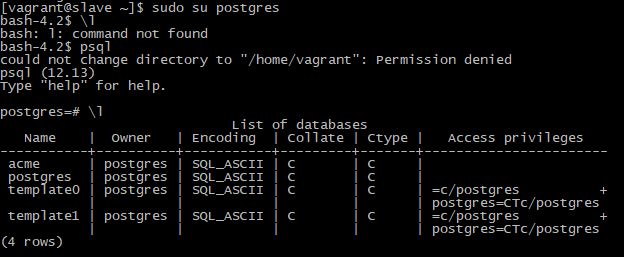 [vagrant@slave ~]$ sudo su postgres
bash-4.2$ \l
bash: l: command not found
bash-4.2$ psql
could not change directory to "/home/vagrant": Permission denied
psql (12.13)
Type "help" for help.

postgres=# \l
                              List of databases
   Name    |  Owner   | Encoding  | Collate | Ctype |   Access privileges
-----------+----------+-----------+---------+-------+-----------------------
 acme      | postgres | SQL_ASCII | C       | C     |
 postgres  | postgres | SQL_ASCII | C       | C     |
 template0 | postgres | SQL_ASCII | C       | C     | =c/postgres          +
           |          |           |         |       | postgres=CTc/postgres
 template1 | postgres | SQL_ASCII | C       | C     | =c/postgres          +
           |          |           |         |       | postgres=CTc/postgres
(4 rows)